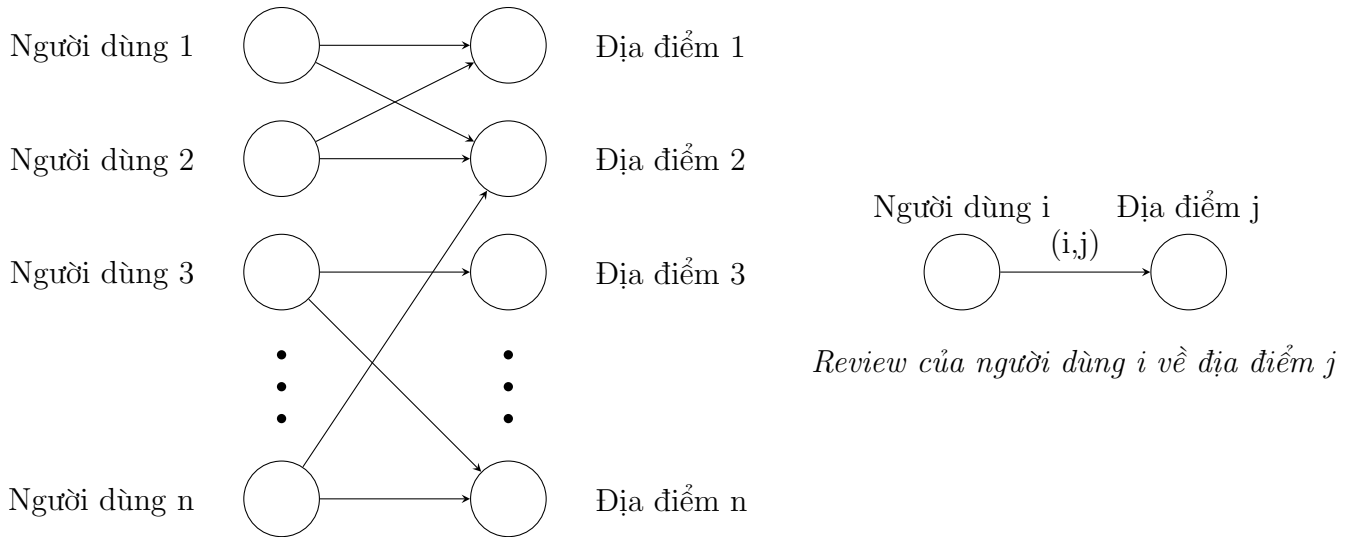 Người dùng 1
Địa điểm 1
Người dùng 2
Địa điểm 2
Người dùng 3
Địa điểm 3
Người dùng n
Địa điểm n
Người dùng i
Địa điểm j
(i,j)
Review của người dùng i về địa điểm j